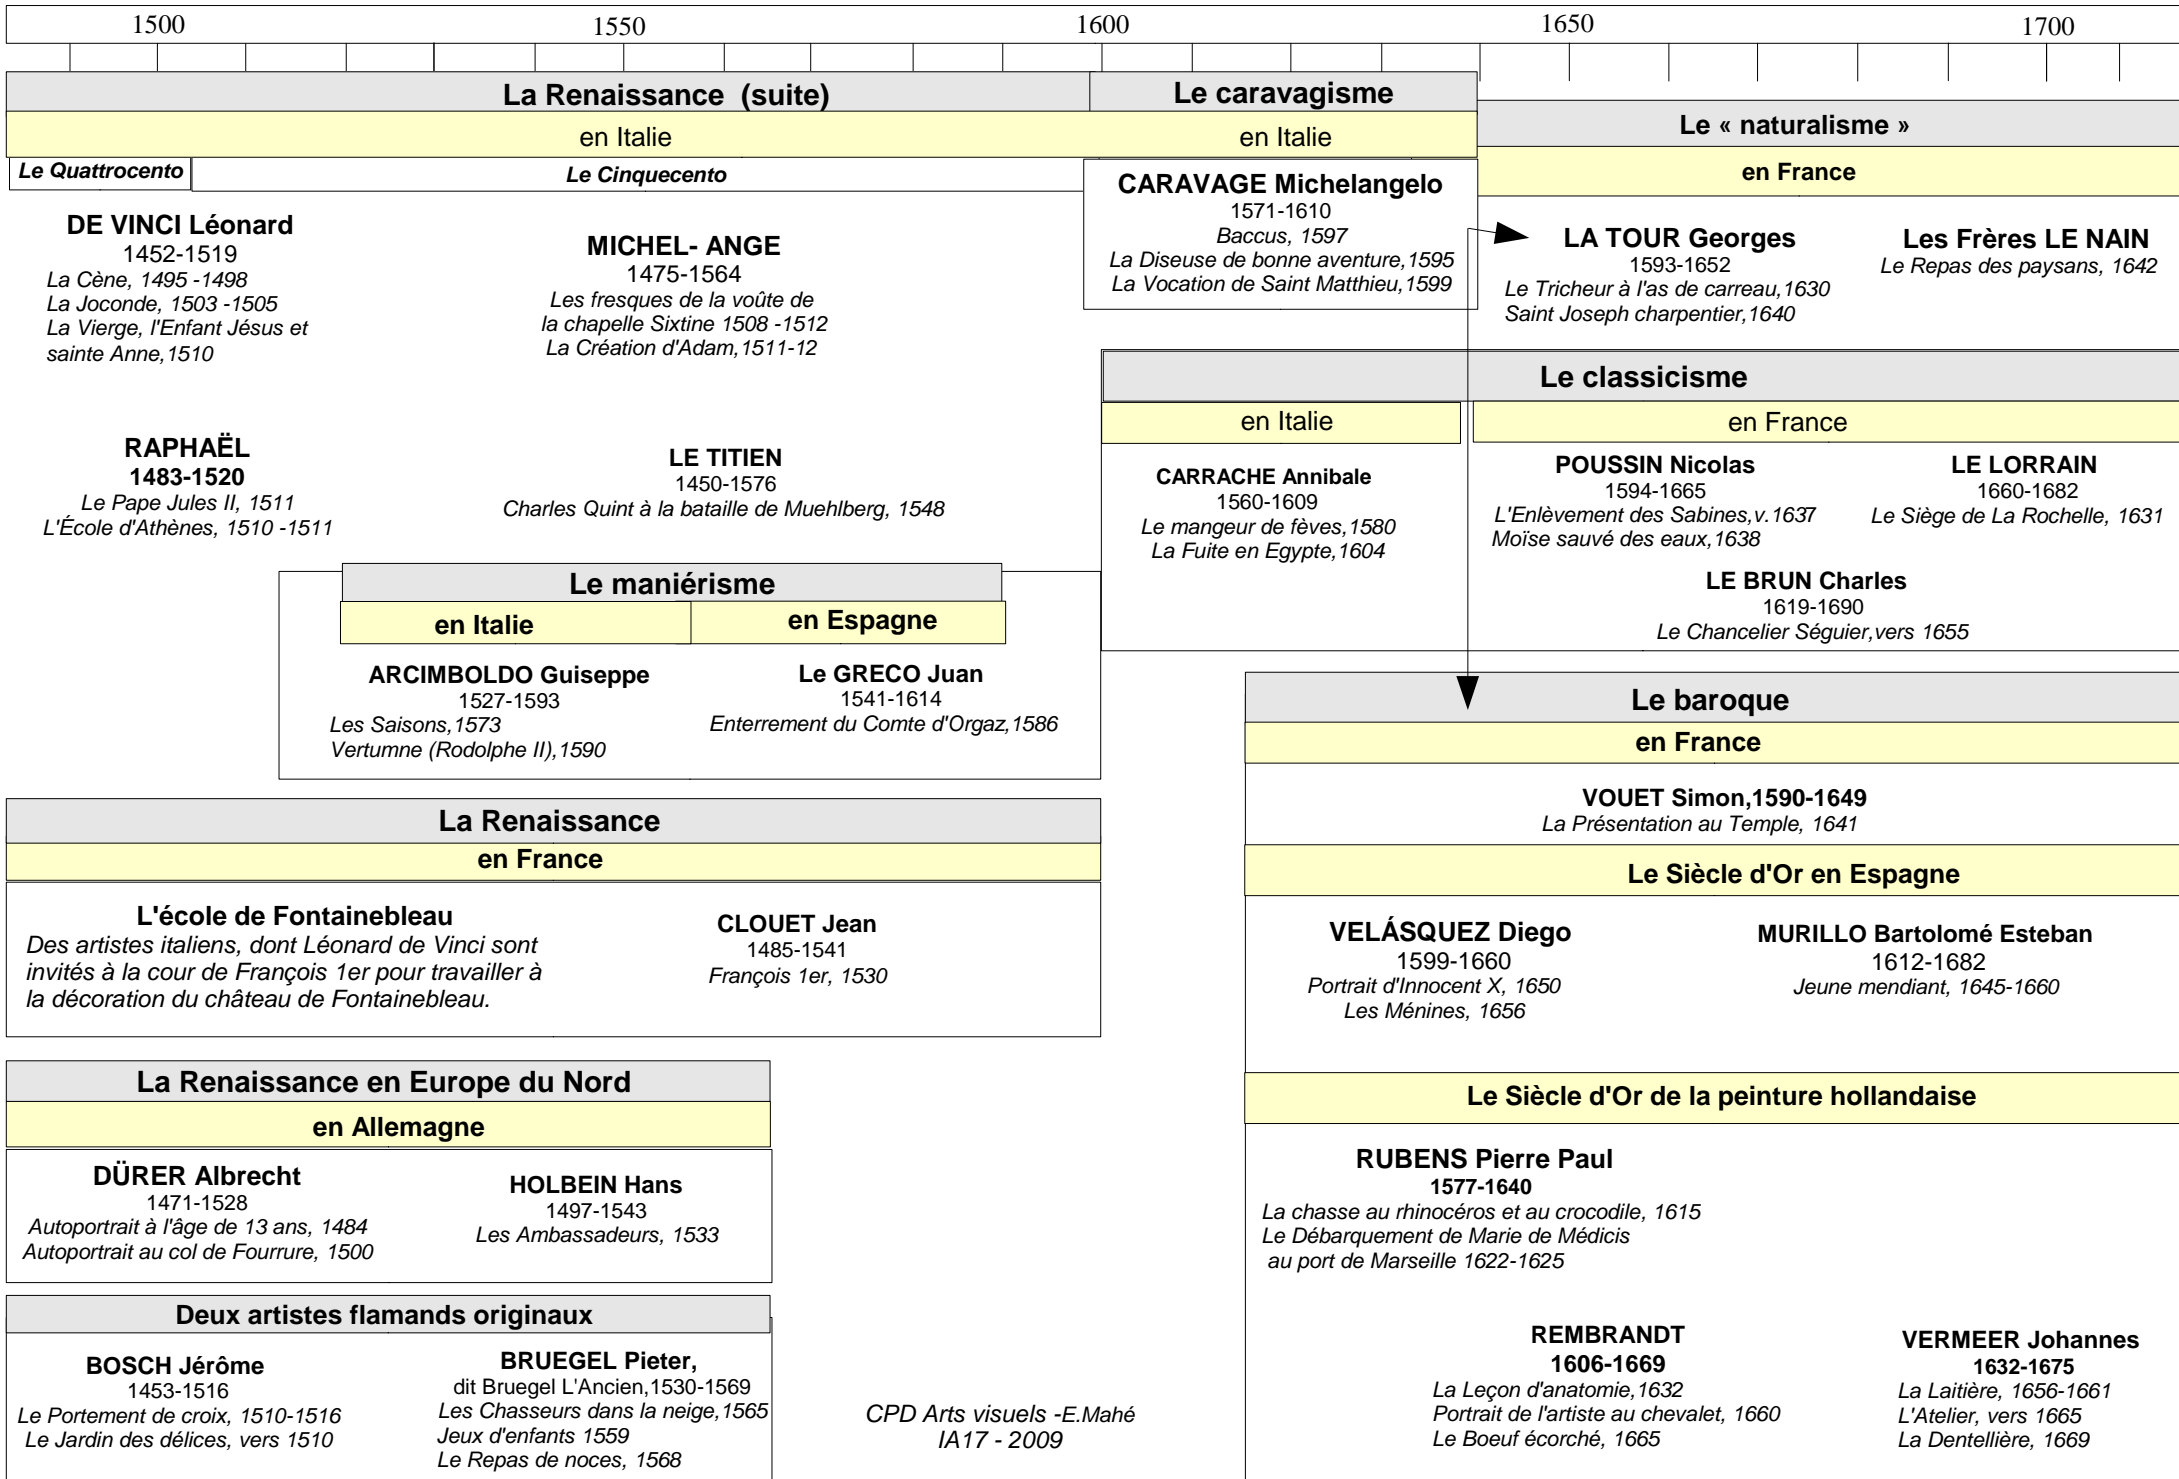 1500 1550 1600 1650 1700
La Renaissance (suite)
en Italie
Le Quattrocento
Le Cinquecento
DE VINCI Léonard
1452-1519
La Cène, 1495 -1498
La Joconde, 1503 -1505
La Vierge, l'Enfant Jésus et
sainte Anne,1510
MICHEL- ANGE
1475-1564
Les fresques de la voûte de
la chapelle Sixtine 1508 -1512
La Création d'Adam,1511-12
RAPHAËL
1483-1520
Le Pape Jules II, 1511
L'École d'Athènes, 1510 -1511
LE TITIEN
1450-1576
Charles Quint à la bataille de Muehlberg, 1548
Le caravagisme
en Italie
CARAVAGE Michelangelo
1571-1610
Baccus, 1597
La Diseuse de bonne aventure,1595
La Vocation de Saint Matthieu,1599
Le « naturalisme »
en France
LA TOUR Georges
1593-1652
Le Tricheur à l'as de carreau,1630
Saint Joseph charpentier,1640
Les Frères LE NAIN
Le Repas des paysans, 1642
Le classicisme
en Italie
CARRACHE Annibale
1560-1609
Le mangeur de fèves,1580
La Fuite en Egypte,1604
en France
POUSSIN Nicolas
1594-1665
L'Enlèvement des Sabines,v.1637
Moïse sauvé des eaux,1638
LE LORRAIN
1660-1682
Le Siège de La Rochelle, 1631
LE BRUN Charles
1619-1690
Le Chancelier Séguier,vers 1655
Le maniérisme
en Italie
ARCIMBOLDO Guiseppe
1527-1593
Les Saisons,1573
Vertumne (Rodolphe II),1590
en Espagne
Le GRECO Juan
1541-1614
Enterrement du Comte d'Orgaz,1586
Le baroque
en France
VOUET Simon,1590-1649
La Présentation au Temple, 1641
Le Siècle d'Or en Espagne
VELÁSQUEZ Diego
1599-1660
Portrait d'Innocent X, 1650
Les Ménines, 1656
MURILLO Bartolomé Esteban
1612-1682
Jeune mendiant, 1645-1660
Le Siècle d'Or de la peinture hollandaise
RUBENS Pierre Paul
1577-1640
La chasse au rhinocéros et au crocodile, 1615
Le Débarquement de Marie de Médicis
au port de Marseille 1622-1625
REMBRANDT
1606-1669
La Leçon d'anatomie,1632
Portrait de l'artiste au chevalet, 1660
Le Boeuf écorché, 1665
VERMEER Johannes
1632-1675
La Laitière, 1656-1661
L'Atelier, vers 1665
La Dentellière, 1669
La Renaissance
en France
L'école de Fontainebleau
Des artistes italiens, dont Léonard de Vinci sont
invités à la cour de François 1er pour travailler à
la décoration du château de Fontainebleau.
CLOUET Jean
1485-1541
François 1er, 1530
La Renaissance en Europe du Nord
en Allemagne
DÜRER Albrecht
1471-1528
Autoportrait à l'âge de 13 ans, 1484
Autoportrait au col de Fourrure, 1500
HOLBEIN Hans
1497-1543
Les Ambassadeurs, 1533
Deux artistes flamands originaux
BOSCH Jérôme
1453-1516
Le Portement de croix, 1510-1516
Le Jardin des délices, vers 1510
BRUEGEL Pieter,
dit Bruegel L'Ancien,1530-1569
Les Chasseurs dans la neige,1565
Jeux d'enfants 1559
Le Repas de noces, 1568
CPD Arts visuels -E.Mahé
IA17 - 2009